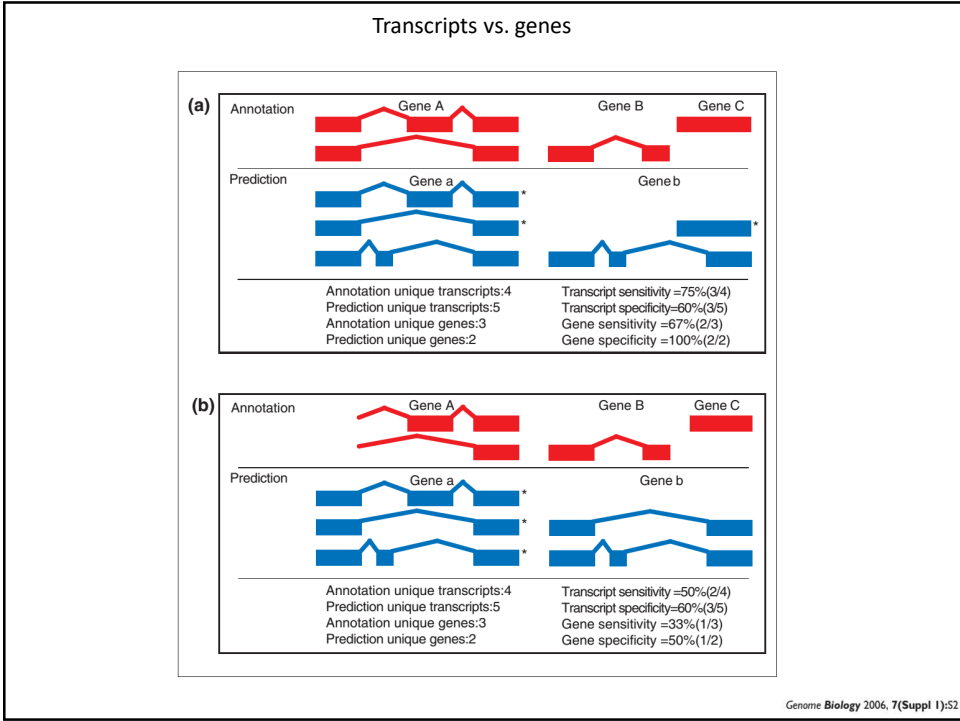 Transcripts vs. genes
(a)
Annotation
Gene A
Gene B
Gene C
Prediction
Gene a
*
Gene b
*
*
Annotation unique transcripts:4
Prediction unique transcripts:5
Annotation unique genes:3
Prediction unique genes:2
Transcript sensitivity =75%(3/4)
Transcript specificity=60%(3/5)
Gene sensitivity =67%(2/3)
Gene specificity =100%(2/2)
(b)
Annotation
Gene A
Gene B
Gene C
Prediction
Gene a
*
Gene b
*
*
Annotation unique transcripts:4
Prediction unique transcripts:5
Annotation unique genes:3
Prediction unique genes:2
Transcript sensitivity =50%(2/4)
Transcript specificity=60%(3/5)
Gene sensitivity =33%(1/3)
Gene specificity =50%(1/2)
Genome Biology 2006, 7(Suppl 1):S2